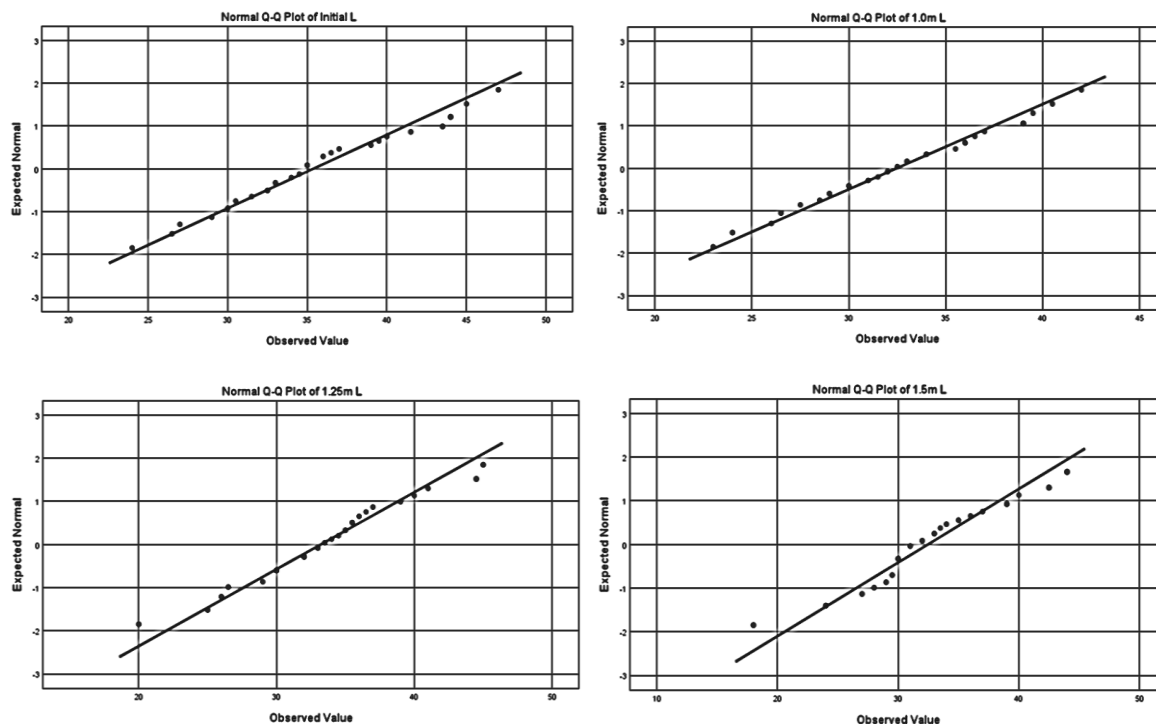 Normal Q-Q Plot of Initial L
3
2
1
0
-1
-2
-3
Expected Normal
20 25 30 35 40 45 50
Observed Value
Normal Q-Q Plot of 1.0m L
3
2
1
0
-1
-2
-3
Expected Normal
20 25 30 35 40 45
Observed Value
Normal Q-Q Plot of 1.25m L
3
2
1
0
-1
-2
-3
Expected Normal
20 30 40 50
Observed Value
Normal Q-Q Plot of 1.5m L
3
2
1
0
-1
-2
-3
Expected Normal
10 20 30 40 50
Observed Value